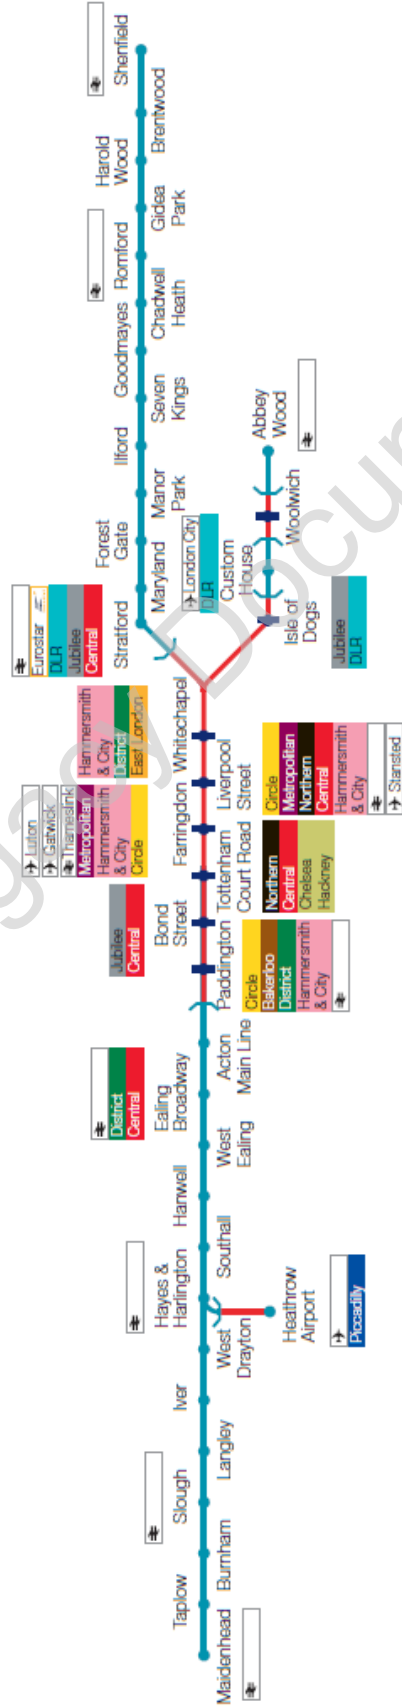 Maidenhead
Taplow
Burnham
Slough
Langley
Iver
West
Drayton
Heathrow
Airport
Piccadilly
Hayes &
Harlington
Southall
Hanwell
West
Ealing
Ealing
Broadway
District
Central
Acton
Main Line
Paddington
Circle
Bakerloo
District
Hammersmith
& City
Bond
Street
Jubilee
Central
Tottenham
Court Road
Northern
Central
Chelsea
Hackney
Farringdon
Luton
Gatwick
Thameslink
Metropolitan
Hammersmith
& City
Circle
Liverpool
Street
Circle
Metropolitan
Northern
Central
Hammersmith
& City
Stansted
Whitechapel
Hammersmith
& City
District
East London
Isle of
Dogs
Jubilee
DLR
Custom
House
London City
DLR
Woolwich
Abbey
Wood
Stratford
Eurostar
DLR
Jubilee
Central
Maryland
Forest
Gate
Manor
Park
Ilford
Seven
Kings
Goodmayes
Chadwell
Heath
Romford
Gidea
Park
Harold
Wood
Brentwood
Shenfield